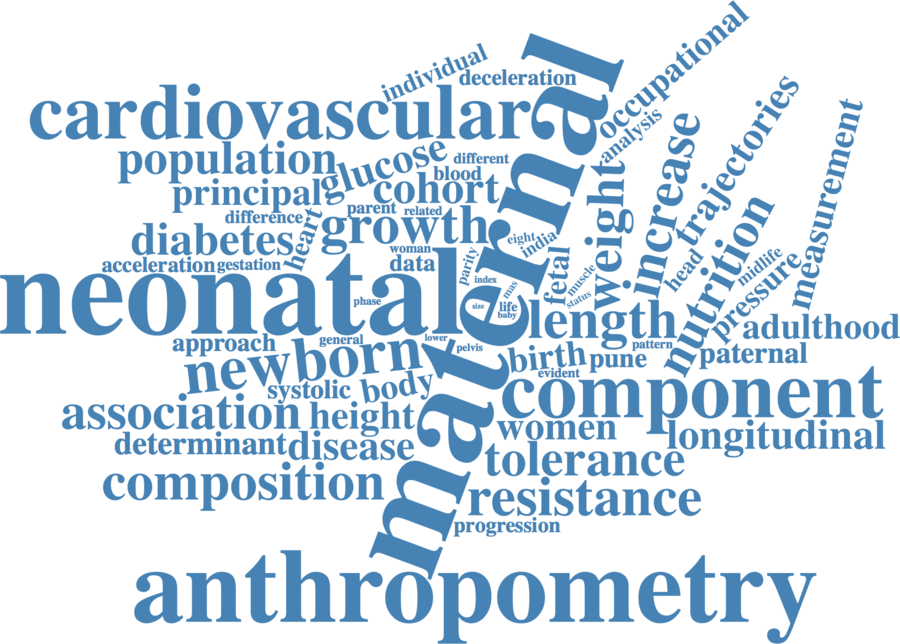 individual
deceleration
occupational
cardiovascular
maternal
analysis
population
glucose
different
blood
principal
cohort
weight
increase
trajectories
measurement
difference
heart
parent
related
growth
diabetes
woman
eight
india
acceleration
gestation
data
parity
fetal
muscle
head
nutrition
midlife
pressure
neonatal
phase
index
mas
status
size
life
baby
length
adulthood
approach
general
lower
pelvis
pattern
newborn
birth
pune
paternal
systolic
body
evident
component
association
height
women
longitudinal
determinant
disease
tolerance
composition
resistance
progression
anthropometry